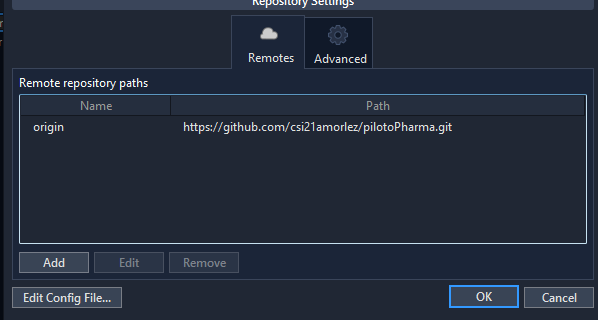 Repository Settings
Remotes
Advanced
Remote repository paths
Name Path
origin https://github.com/csi21amorlez/pilotoPharma.git
Add Edit Remove
Edit Config File...
OK Cancel